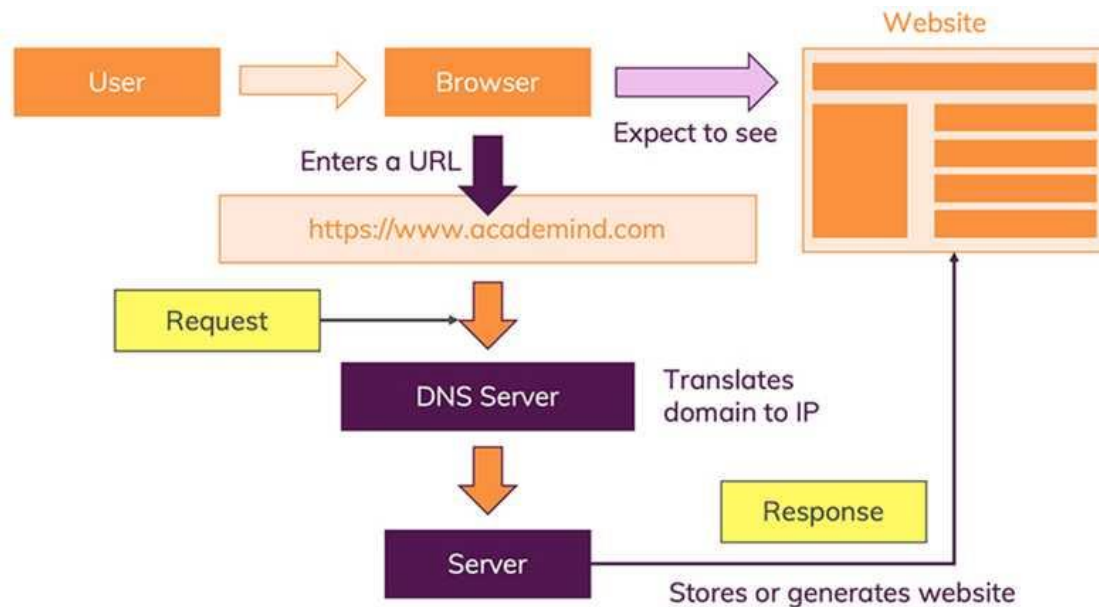 Website
User
Browser
Expect to see
Enters a URL
https://www.academind.com
Request
DNS Server
Translates
domain to IP
Response
Server
Stores or generates website